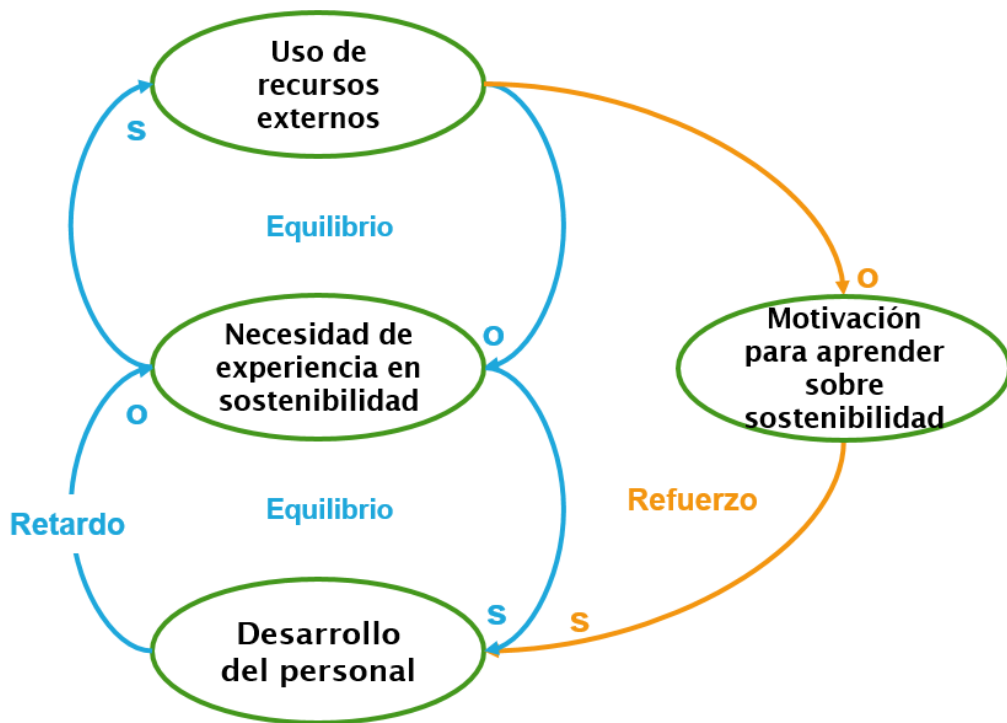 Uso de
recursos
externos
s
Equilibrio
o
Necesidad de
experiencia en
sostenibilidad
o
Motivación
para aprender
sobre
sostenibilidad
o
Retardo
Equilibrio
Refuerzo
s
s
Desarrollo
del personal